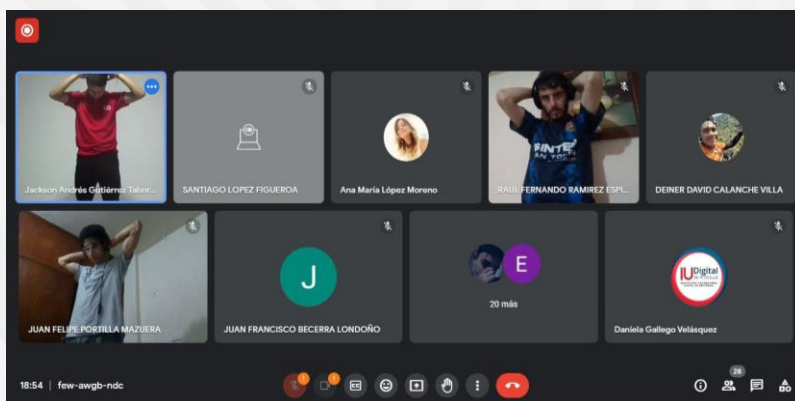 Jackson Andrés Gutiérrez Tabor...
SANTIAGO LOPEZ FIGUEROA
Ana María López Moreno
INTER
RAUL FERNANDO RAMIREZ ESPI...
DEINER DAVID CALANCHE VILLA
JUAN FELIPE PORTILLA MAZUERA
J
JUAN FRANCISCO BECERRA LONDOÑO
E
20 más
IUDigital
Daniela Gallego Velásquez
18:54 | few-awgb-ndc
28